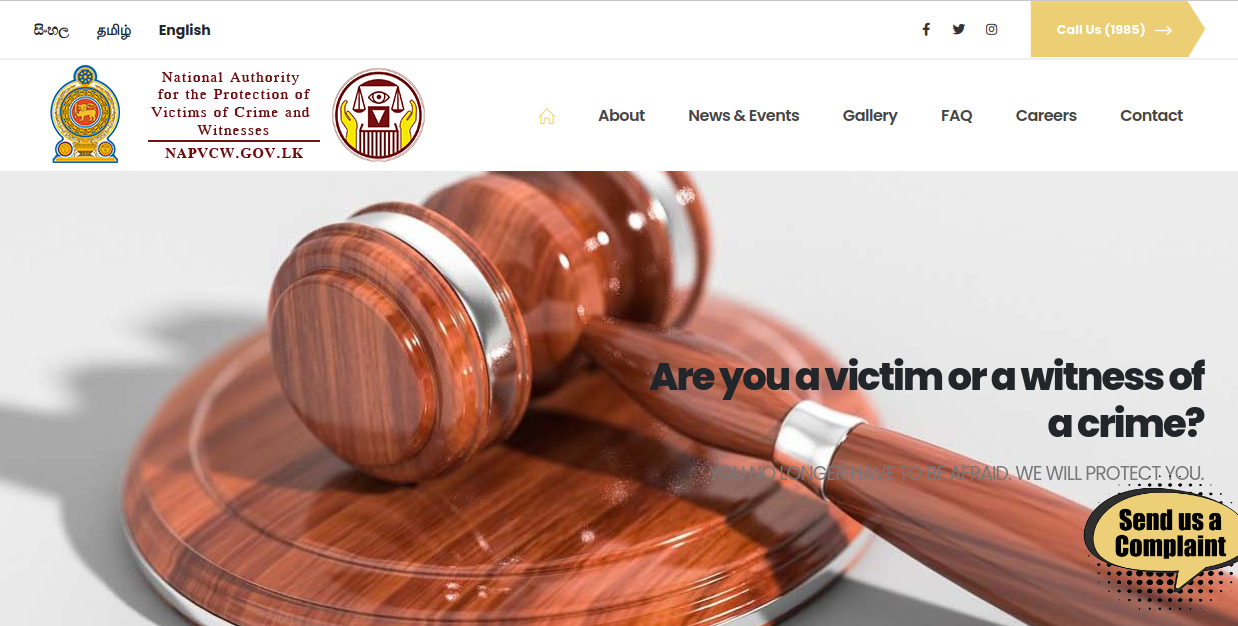 සිංහල
தமிழ்
English
Call Us (1985)
National Authority
for the Protection of
Victims of Crime and
Witnesses
NAPVCW.GOV.LK
About
News & Events
Gallery
FAQ
Careers
Contact
Are you a victim or a witness of
a crime?
YOU NO LONGER HAVE TO BE AFRAID. WE WILL PROTECT YOU.
Send us a
Complaint